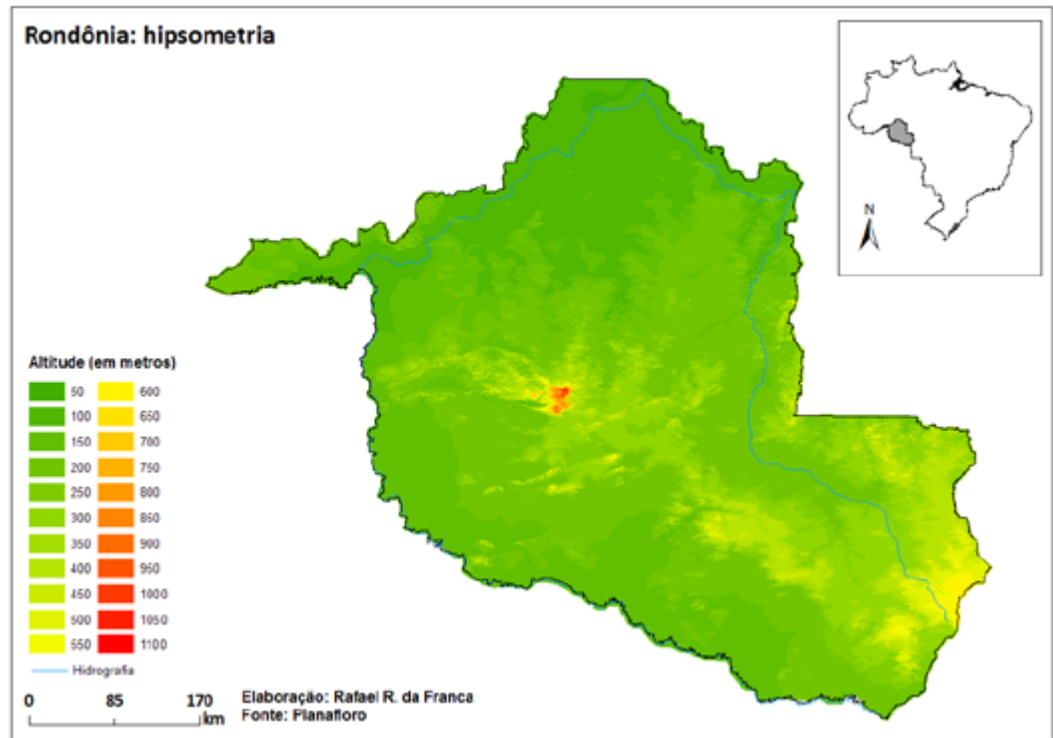 Rondônia: hipsometria
N
Altitude (em metros)
50 600
100 650
150 700
200 750
250 800
300 850
350 900
400 950
450 1000
500 1050
550 1100
Hidrografia
0 85 170
km
Elaboração: Rafael R. da Franca
Fonte: Planafloro